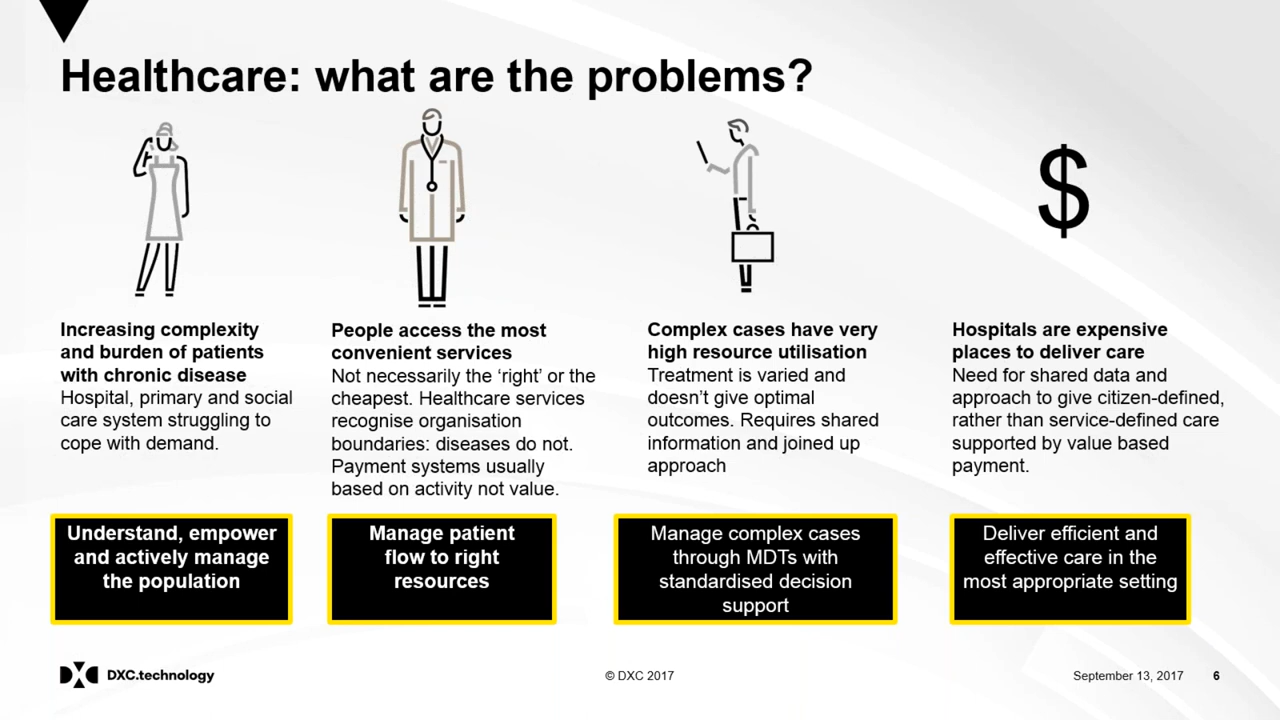 Healthcare: what are the problems?
$
Increasing complexity
and burden of patients
with chronic disease
Hospital, primary and social
care system struggling to
cope with demand.
People access the most
convenient services
Not necessarily the ‘right’ or the
cheapest. Healthcare services
recognise organisation
boundaries: diseases do not.
Payment systems usually
based on activity not value.
Complex cases have very
high resource utilisation
Treatment is varied and
doesn’t give optimal
outcomes. Requires shared
information and joined up
approach
Hospitals are expensive
places to deliver care
Need for shared data and
approach to give citizen-defined,
rather than service-defined care
supported by value based
payment.
Understand, empower
and actively manage
the population
Manage patient
flow to right
resources
Manage complex cases
through MDTs with
standardised decision
support
Deliver efficient and
effective care in the
most appropriate setting
DXC.technology
© DXC 2017
September 13, 2017
6